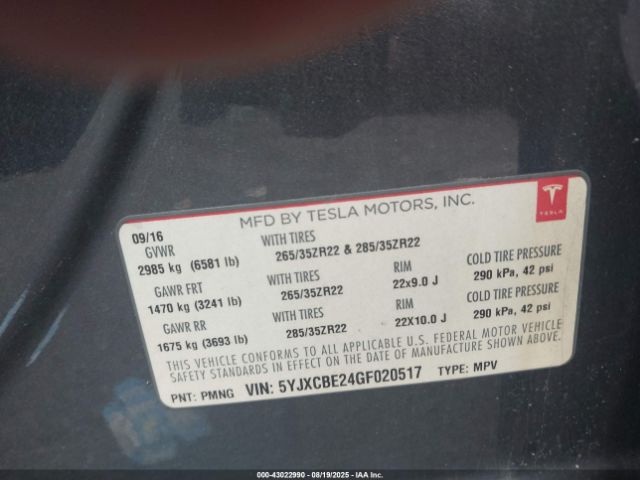 MFD BY TESLA MOTORS, INC.
TESLA
09/16
GVWR
2985 kg (6581 lb)
WITH TIRES
265/35ZR22 & 285/35ZR22
GAWR FRT
1470 kg (3241 lb)
WITH TIRES
265/35ZR22
RIM
22x9.0 J
COLD TIRE PRESSURE
290 kPa, 42 psi
GAWR RR
1675 kg (3693 lb)
WITH TIRES
285/35ZR22
RIM
22X10.0 J
COLD TIRE PRESSURE
290 kPa, 42 psi
THIS VEHICLE CONFORMS TO ALL APPLICABLE U.S. FEDERAL MOTOR VEHICLE
SAFETY STANDARDS IN EFFECT ON THE DATE OF MANUFACTURE SHOWN ABOVE.
PNT: PMNG VIN: 5YJXCBE24GF020517 TYPE: MPV
000-43022990 - 08/19/2025 - IAAI, Inc.